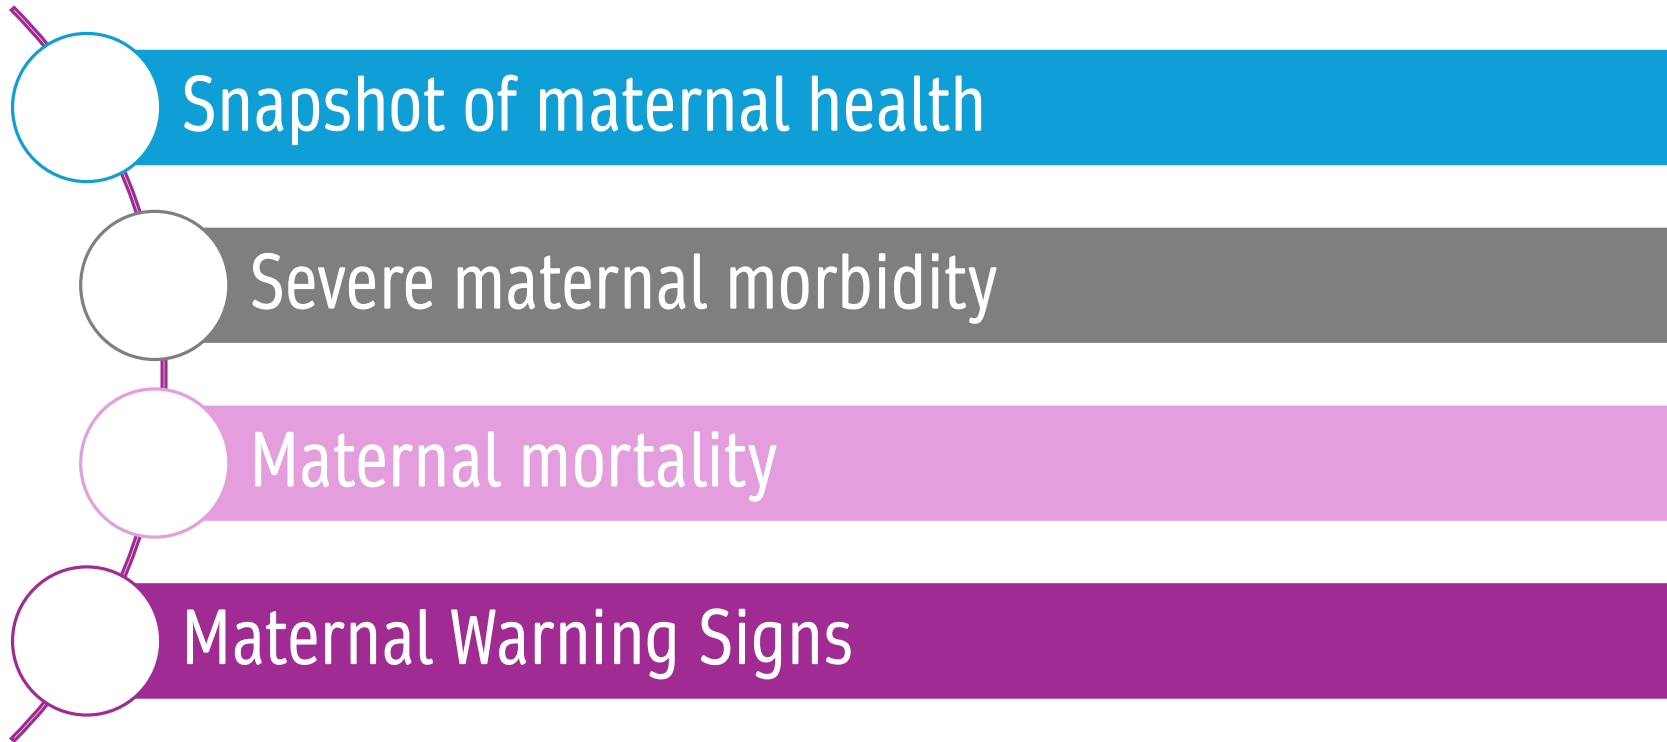 Snapshot of maternal health
Severe maternal morbidity
Maternal mortality
Maternal Warning Signs